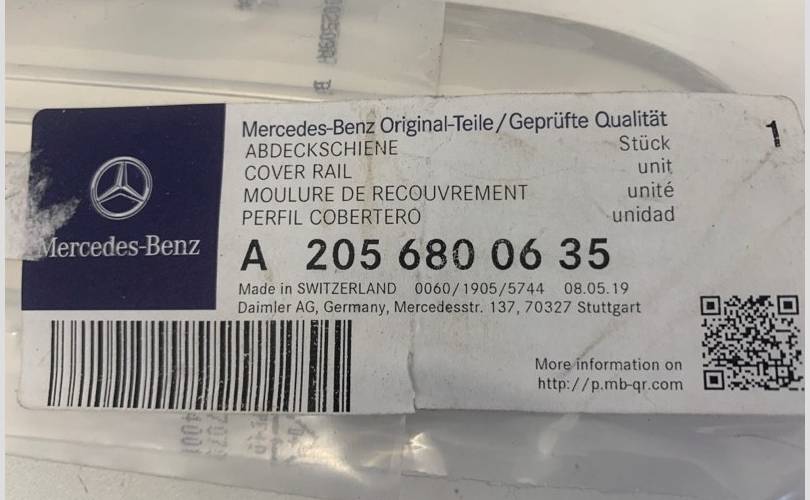 Mercedes-Benz Original-Teile/Geprüfte Qualität
ABDECKSCHIENE Stück 1
COVER RAIL unit
MOULURE DE RECOUVREMENT unité
PERFIL COBERTERO unidad
Mercedes-Benz
A 205 680 06 35
Made in SWITZERLAND 0060/1905/5744 08.05.19
Daimler AG, Germany, Mercedesstr. 137, 70327 Stuttgart
More information on
http://p.mb-qr.com